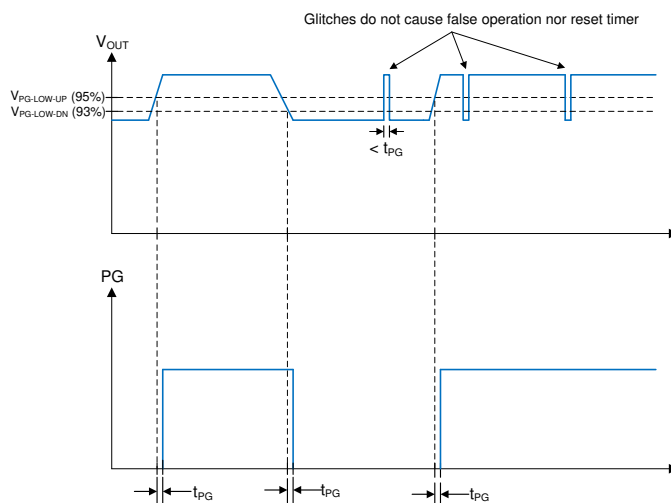 Glitches do not cause false operation nor reset timer
VOUT
VPG-LOW-UP (95%)
VPG-LOW-DN (93%)
< tPG
PG
tPG
tPG
tPG